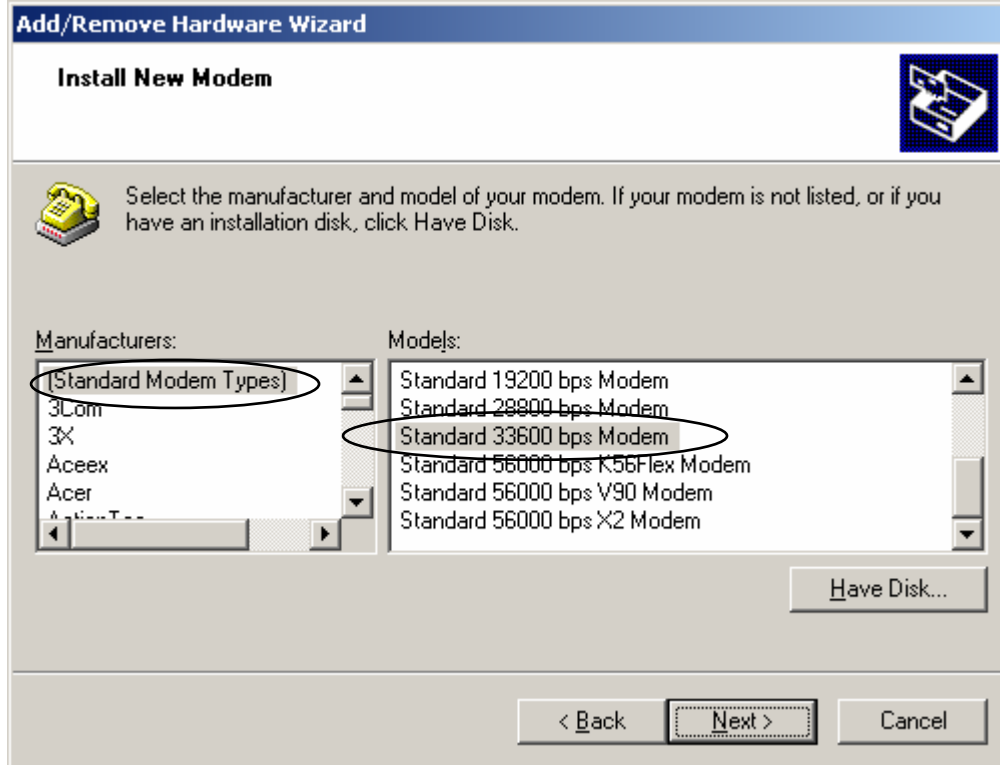 Add/Remove Hardware Wizard
Install New Modem
Select the manufacturer and model of your modem. If your modem is not listed, or if you
have an installation disk, click Have Disk.
Manufacturers:
(Standard Modem Types)
3Com
3X
Aceex
Acer
Models:
Standard 19200 bps Modem
Standard 28800 bps Modem
Standard 33600 bps Modem
Standard 56000 bps K56Flex Modem
Standard 56000 bps V90 Modem
Standard 56000 bps X2 Modem
Have Disk...
< Back
Next >
Cancel